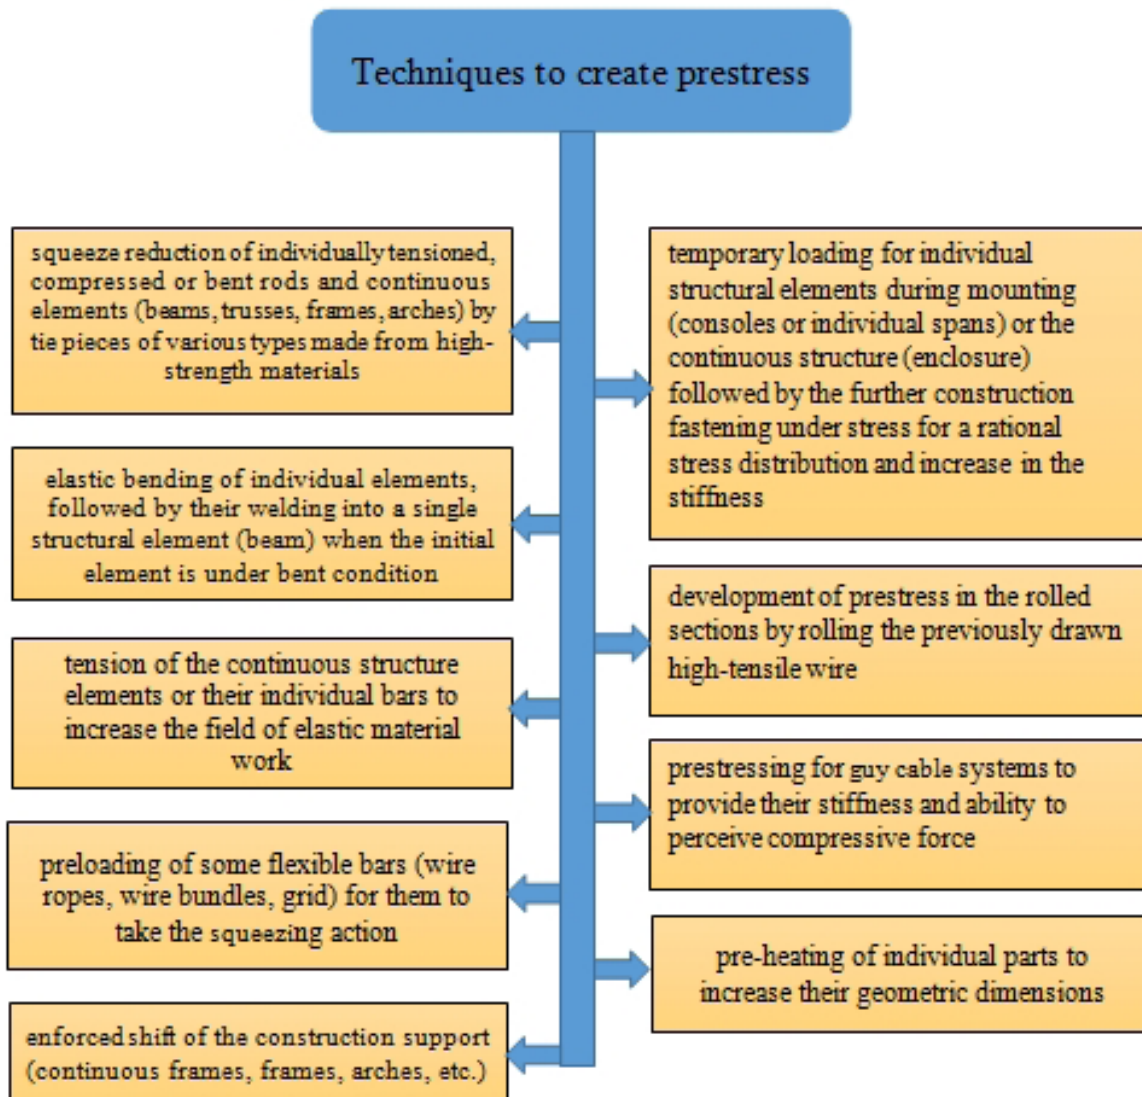 Techniques to create prestress
squeeze reduction of individually tensioned,
compressed or bent rods and continuous
elements (beams, trusses, frames, arches) by
tie pieces of various types made from high-
strength materials
elastic bending of individual elements,
followed by their welding into a single
structural element (beam) when the initial
element is under bent condition
tension of the continuous structure
elements or their individual bars to
increase the field of elastic material
work
preloading of some flexible bars (wire
ropes, wire bundles, grid) for them to
take the squeezing action
enforced shift of the construction support
(continuous frames, frames, arches, etc.)
temporary loading for individual
structural elements during mounting
(consoles or individual spans) or the
continuous structure (enclosure)
followed by the further construction
fastening under stress for a rational
stress distribution and increase in the
stiffness
development of prestress in the rolled
sections by rolling the previously drawn
high-tensile wire
prestressing for guy cable systems to
provide their stiffness and ability to
perceive compressive force
pre-heating of individual parts to
increase their geometric dimensions